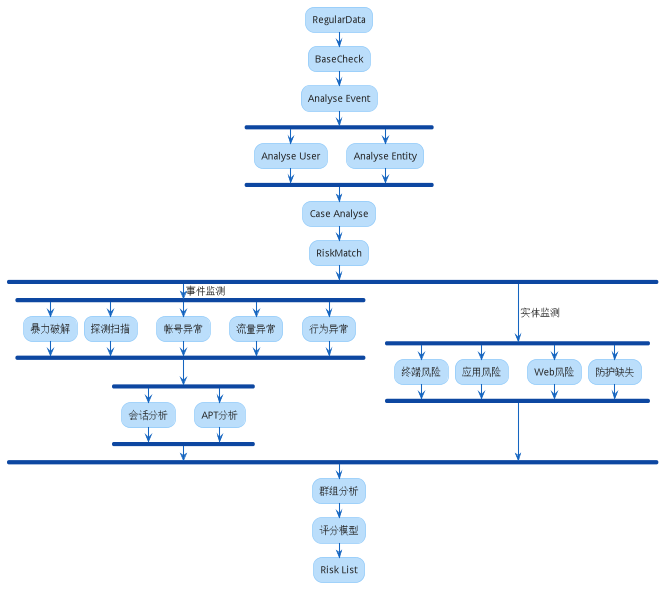 RegularData
BaseCheck
Analyse Event
Analyse User
Analyse Entity
Case Analyse
RiskMatch
事件监测
实体监测
暴力破解
探测扫描
帐号异常
流量异常
行为异常
终端风险
应用风险
Web风险
防护缺失
会话分析
APT分析
群组分析
评分模型
Risk List